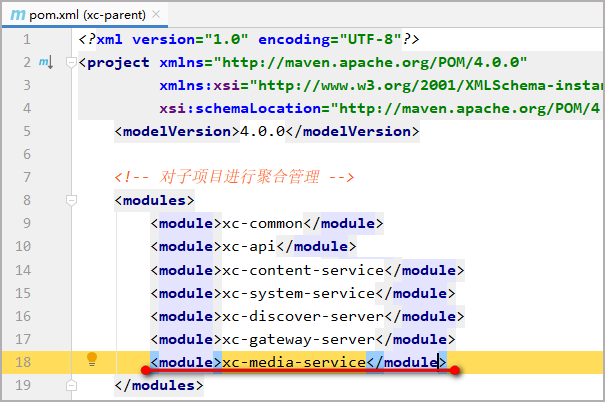 pom.xml (xc-parent)
1 <?xml version="1.0" encoding="UTF-8"?>
2 <project xmlns="http://maven.apache.org/POM/4.0.0"
3 xmlns:xsi="http://www.w3.org/2001/XMLSchema-instan
4 xsi:schemaLocation="http://maven.apache.org/POM/4
5 <modelVersion>4.0.0</modelVersion>
6
7 <!-- 对子项目进行聚合管理 -->
8 <modules>
9 <module>xc-common</module>
10 <module>xc-api</module>
14 <module>xc-content-service</module>
15 <module>xc-system-service</module>
16 <module>xc-discover-server</module>
17 <module>xc-gateway-server</module>
18 <module>xc-media-service</module>
19 </modules>